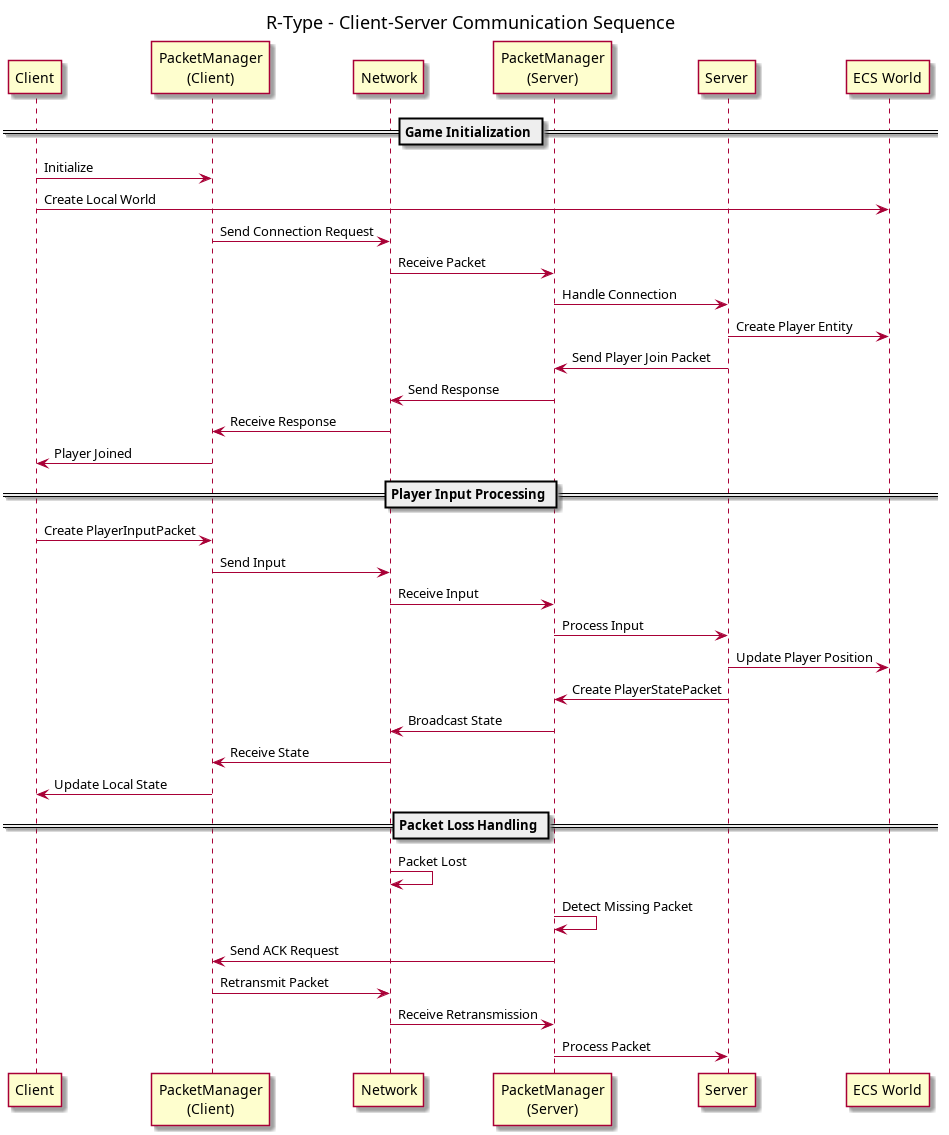 R-Type - Client-Server Communication Sequence
Client
PacketManager
(Client)
Network
PacketManager
(Server)
Server
ECS World
Game Initialization
Initialize
Create Local World
Send Connection Request
Receive Packet
Handle Connection
Create Player Entity
Send Player Join Packet
Send Response
Receive Response
Player Joined
Player Input Processing
Create PlayerInputPacket
Send Input
Receive Input
Process Input
Update Player Position
Create PlayerStatePacket
Broadcast State
Receive State
Update Local State
Packet Loss Handling
Packet Lost
Detect Missing Packet
Send ACK Request
Retransmit Packet
Receive Retransmission
Process Packet
Client
PacketManager
(Client)
Network
PacketManager
(Server)
Server
ECS World